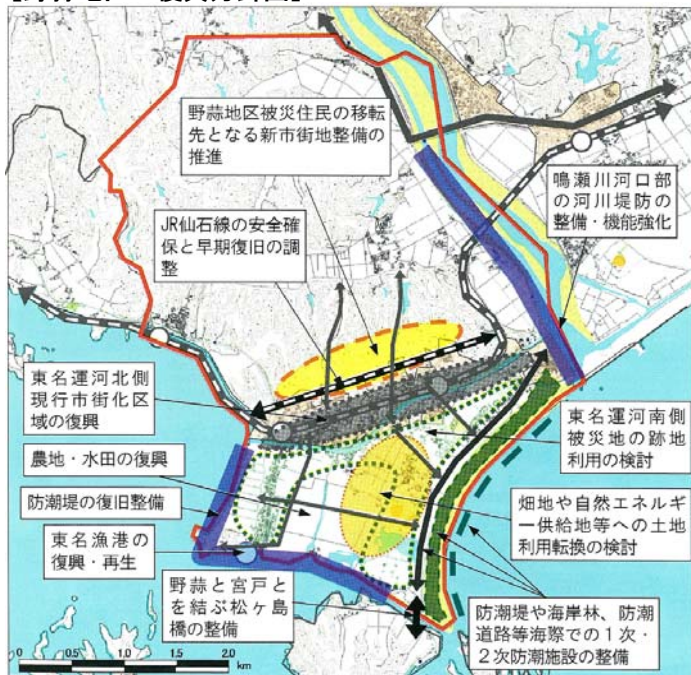 野蒜地区被災住民の移転
先となる新市街地整備の
推進
鳴瀬川河口部
の河川堤防の
整備・機能強化
JR仙石線の安全確
保と早期復旧の調
整
東名運河北側
現行市街化区
域の復興
東名運河南側
被災地の跡地
利用の検討
農地・水田の復興
防潮堤の復旧整備
畑地や自然エネルギ
ー供給地等への土地
利用転換の検討
東名漁港の
復興・再生
野蒜と宮戸と
を結ぶ松ヶ島
橋の整備
防潮堤や海岸林、防潮
道路等海際での1次・
2次防潮施設の整備
0 0.5 1.0 1.5 2.0
km